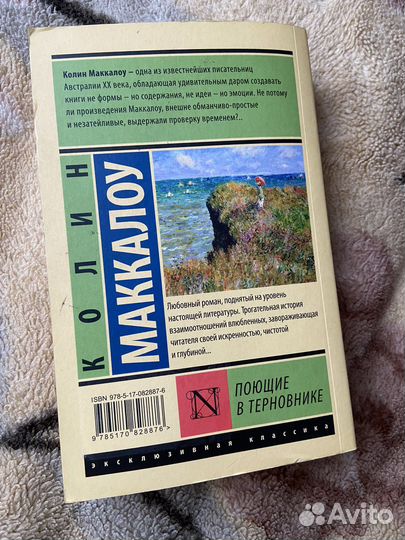 Колин Маккалоу – одна из известнейших писательниц
Австралии XX века, обладающая удивительным даром создавать
книги не формы – но содержания, не идеи – но эмоции. Не потому
ли произведения Маккалоу, внешне обманчиво-простые
и незатейливые, выдержали проверку временем?..
КОЛИН
МАККАЛОУ
Любовный роман, поднятый на уровень
настоящей литературы. Трогательная история
взаимоотношений влюбленных, завораживающая
читателя своей искренностью, чистотой
и глубиной...
ISBN 978-5-17-082887-6
9 785170 828876 >
N
ПОЮЩИЕ
В ТЕРНОВНИКЕ
эксклюзивная классика
Avito